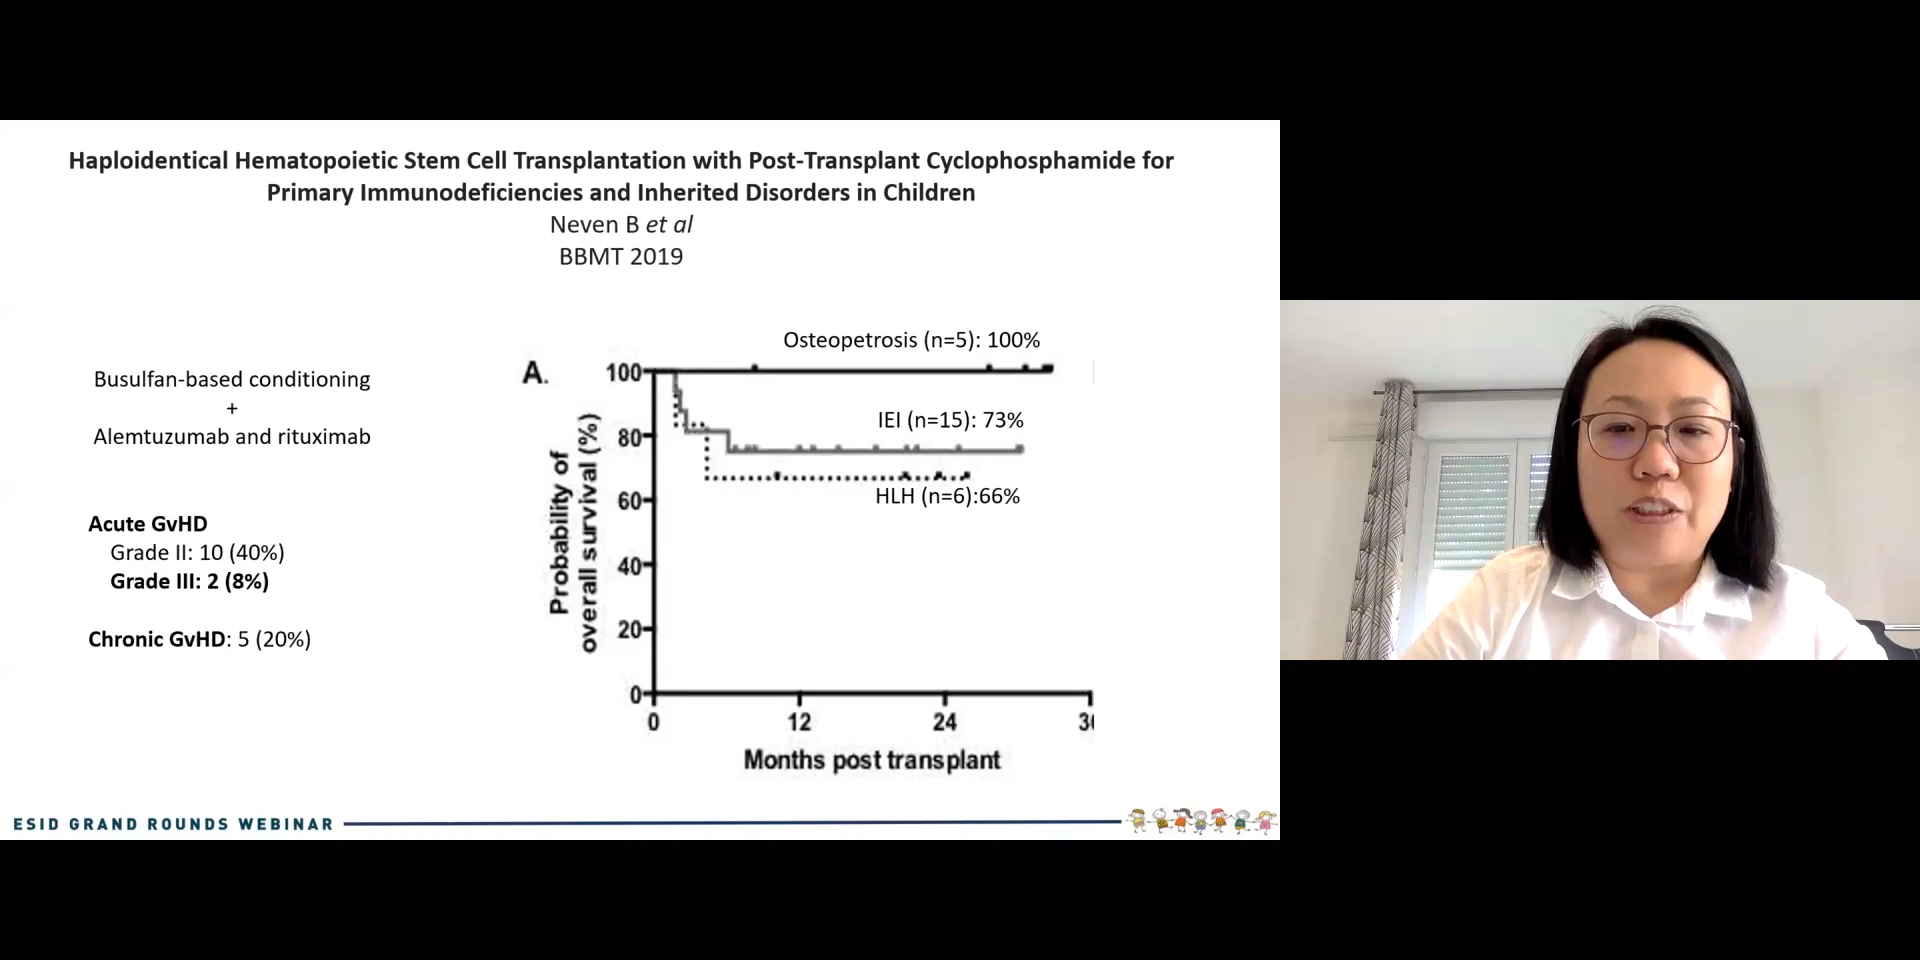 Haploidentical Hematopoietic Stem Cell Transplantation with Post-Transplant Cyclophosphamide for
Primary Immunodeficiencies and Inherited Disorders in Children
Neven B et al
BBMT 2019
Busulfan-based conditioning
+
Alemtuzumab and rituximab
Acute GvHD
Grade II: 10 (40%)
Grade III: 2 (8%)
Chronic GvHD: 5 (20%)
A.
Osteopetrosis (n=5): 100%
IEI (n=15): 73%
HLH (n=6):66%
Probability of
overall survival (%)
100
80
60
40
20
0
0 12 24
Months post transplant
ESID GRAND ROUNDS WEBINAR